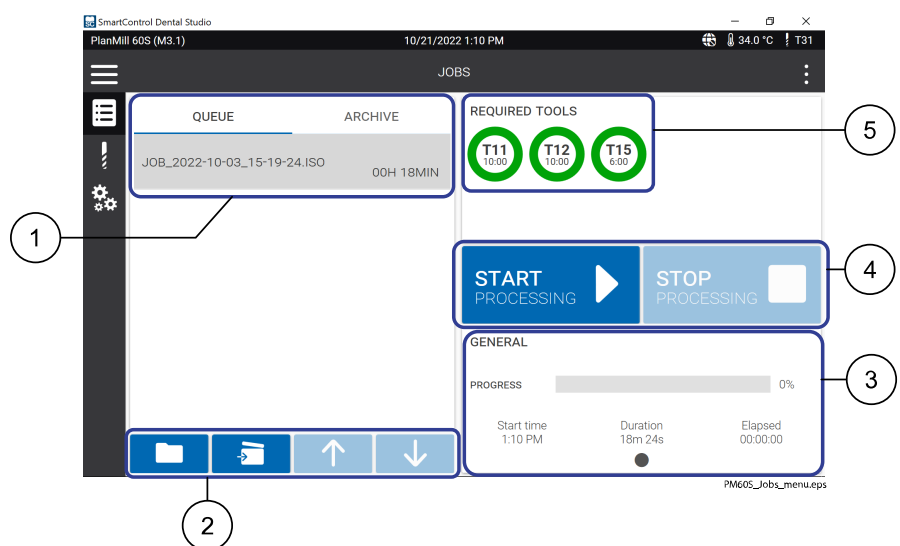 SmartControl Dental Studio
PlanMill 60S (M3.1) 10/21/2022 1:10 PM 34.0 °C T31
JOBS
QUEUE ARCHIVE
JOB_2022-10-03_15-19-24.ISO
00H 18MIN
REQUIRED TOOLS
T11 T12 T15
10:00 10:00 6:00
START
PROCESSING
STOP
PROCESSING
GENERAL
PROGRESS 0%
Start time Duration Elapsed
1:10 PM 18m 24s 00:00:00
PM60S_Jobs_menu.eps
1
2
3
4
5